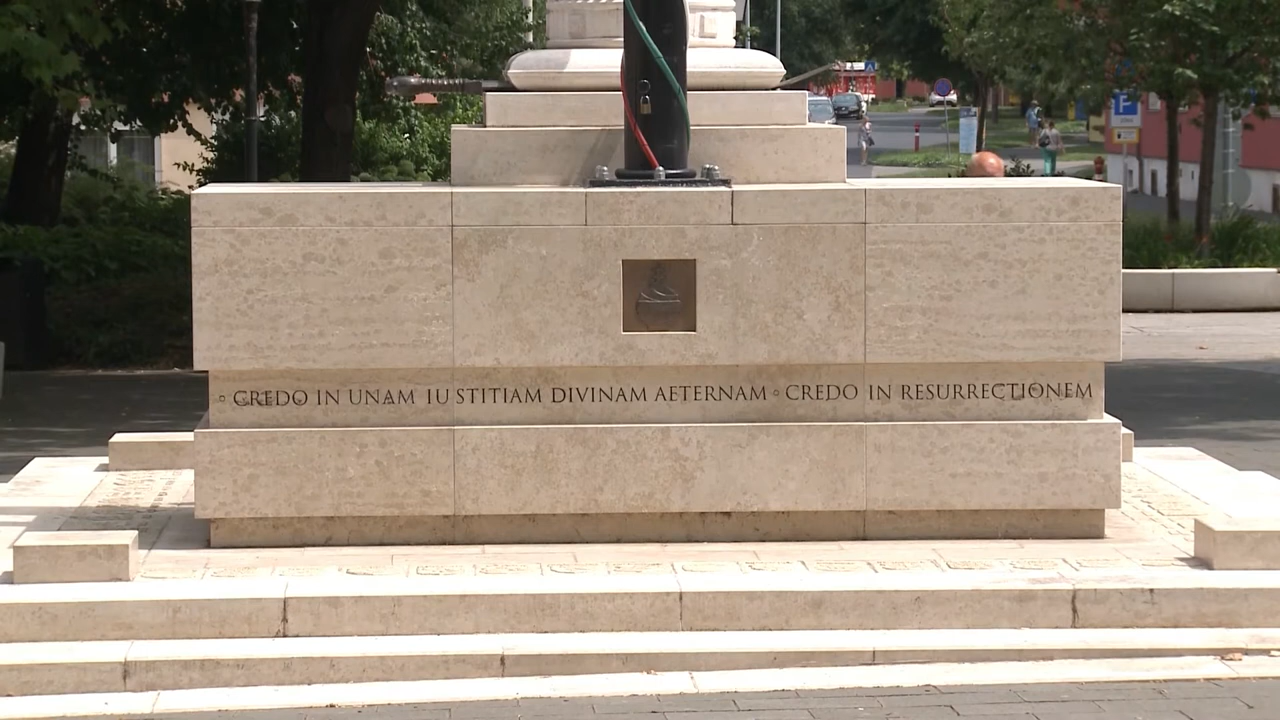 ◦ CREDO IN UNAM IUSTITIAM DIVINAM AETERNAM ◦ CREDO IN RESURRECTIONEM
P